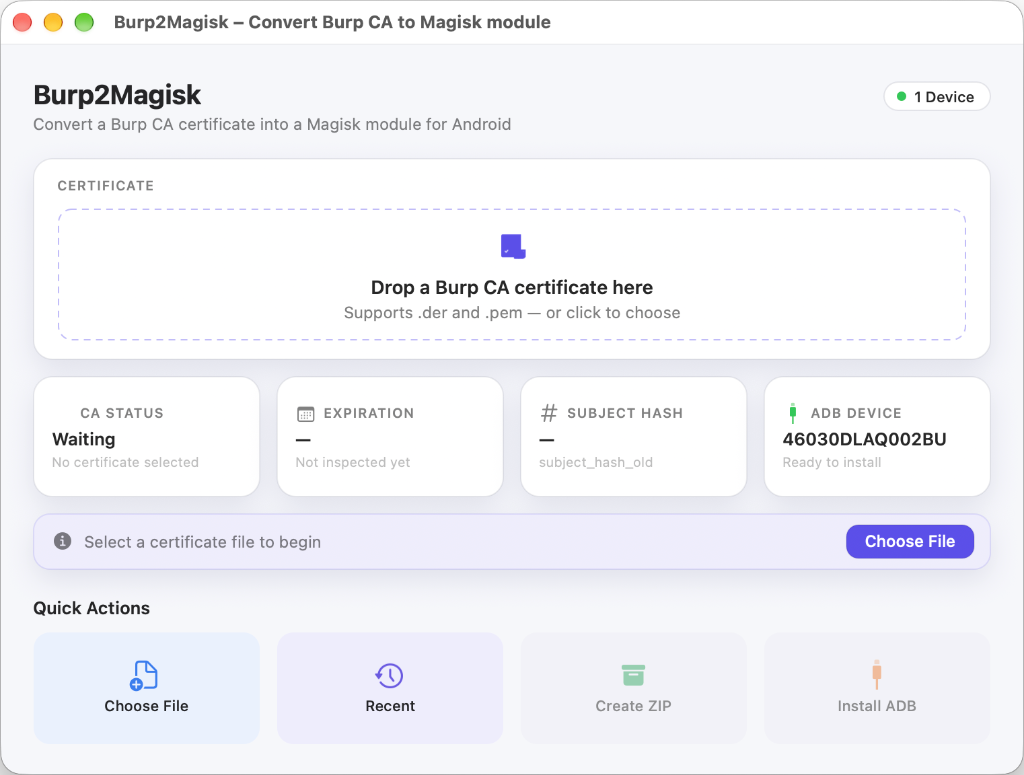 Burp2Magisk – Convert Burp CA to Magisk module
Burp2Magisk
1 Device
Convert a Burp CA certificate into a Magisk module for Android
CERTIFICATE
Drop a Burp CA certificate here
Supports .der and .pem — or click to choose
CA STATUS
Waiting
No certificate selected
EXPIRATION
—
Not inspected yet
# SUBJECT HASH
—
subject_hash_old
ADB DEVICE
46030DLAQ002BU
Ready to install
Select a certificate file to begin
Choose File
Quick Actions
Choose File
Recent
Create ZIP
Install ADB